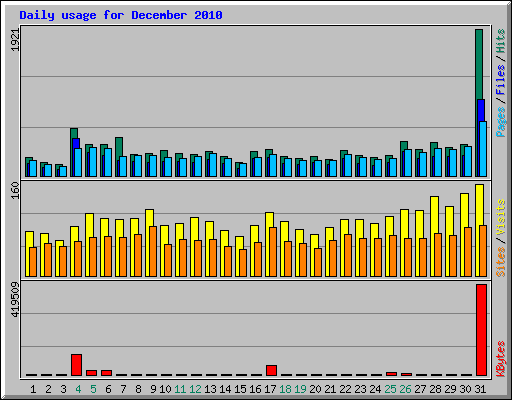 Daily usage for December 2010
1921
Pages / Files / Hits
160
Sites / Visits
419509
KBytes
1 2 3 4 5 6 7 8 9 10 11 12 13 14 15 16 17 18 19 20 21 22 23 24 25 26 27 28 29 30 31